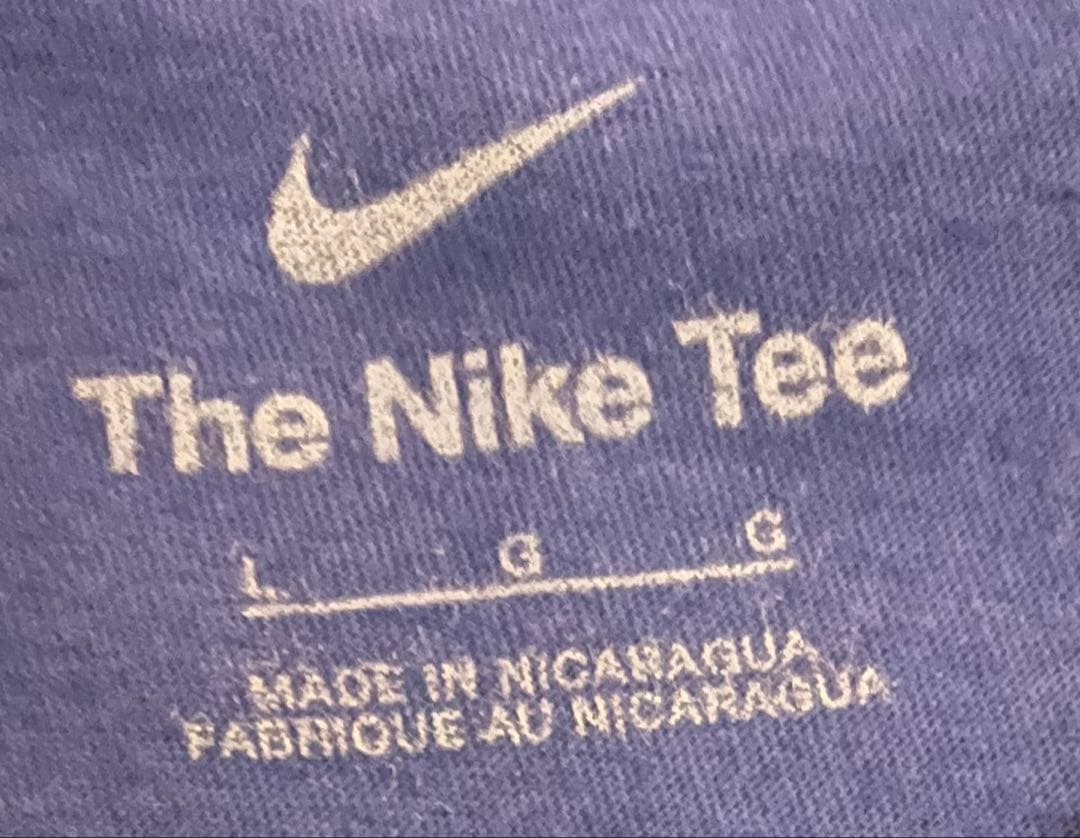 The Nike Tee
L G G
MADE IN NICARAGUA
FABRIQUE AU NICARAGUA